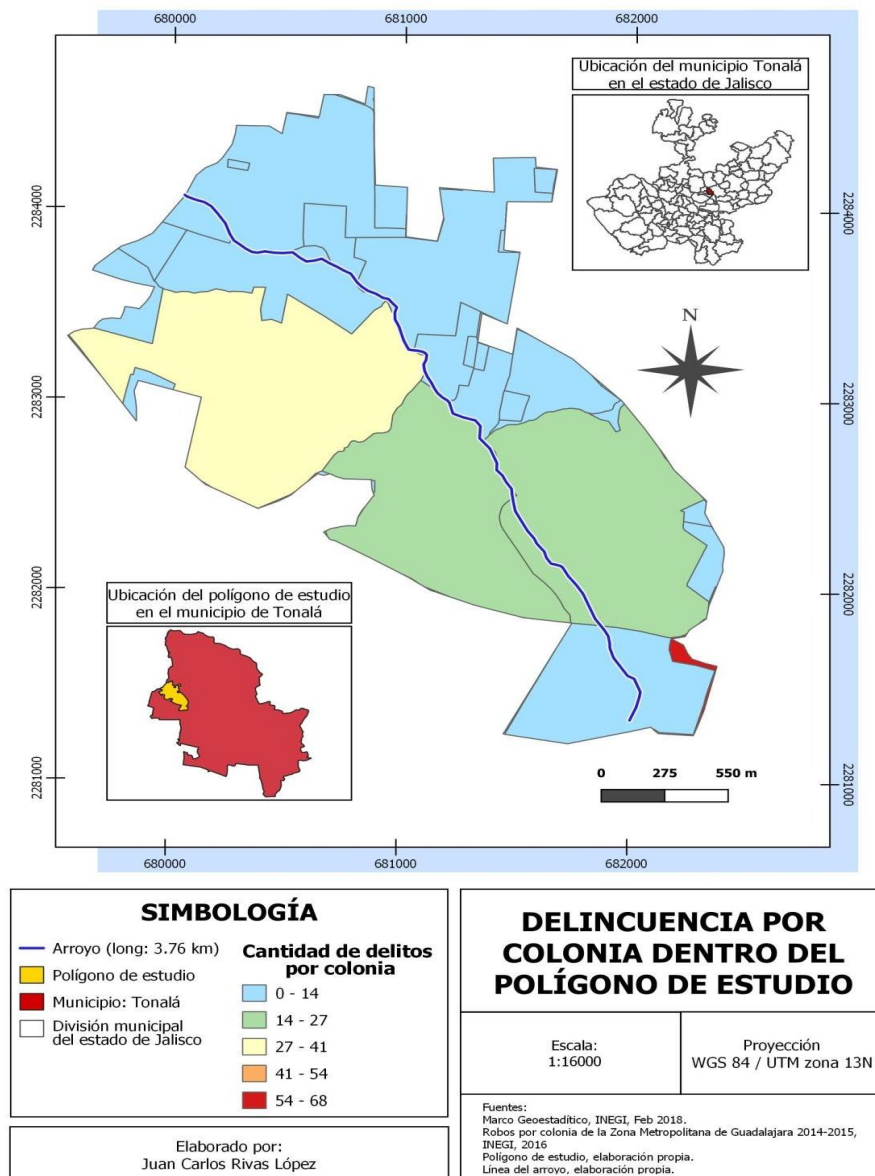 680000
681000
682000
Ubicación del municipio Tonalá
en el estado de Jalisco
2284000
2284000
N
2283000
2283000
2282000
2282000
Ubicación del polígono de estudio
en el municipio de Tonalá
2281000
2281000
0 275 550 m
680000
681000
682000
SIMBOLOGÍA
Arroyo (long: 3.76 km)
Polígono de estudio
Municipio: Tonalá
División municipal
del estado de Jalisco
Cantidad de delitos
por colonia
0 - 14
14 - 27
27 - 41
41 - 54
54 - 68
Elaborado por:
Juan Carlos Rivas López
DELINCUENCIA POR
COLONIA DENTRO DEL
POLÍGONO DE ESTUDIO
Escala:
1:16000
Proyección
WGS 84 / UTM zona 13N
Fuentes:
Marco Geoestadítico, INEGI, Feb 2018.
Robos por colonia de la Zona Metropolitana de Guadalajara 2014-2015,
INEGI, 2016
Polígono de estudio, elaboración propia.
Línea del arroyo, elaboración propia.